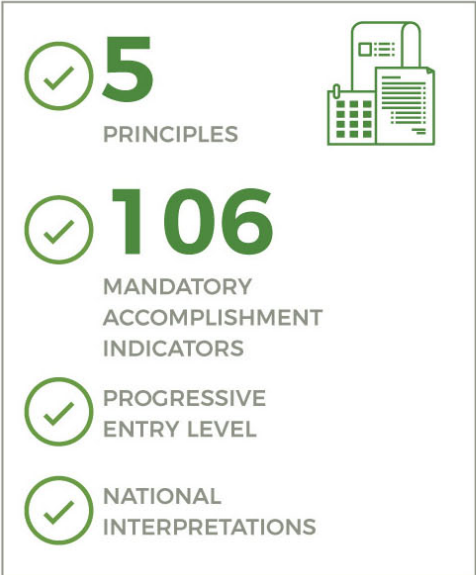 5
PRINCIPLES
106
MANDATORY
ACCOMPLISHMENT
INDICATORS
PROGRESSIVE
ENTRY LEVEL
NATIONAL
INTERPRETATIONS